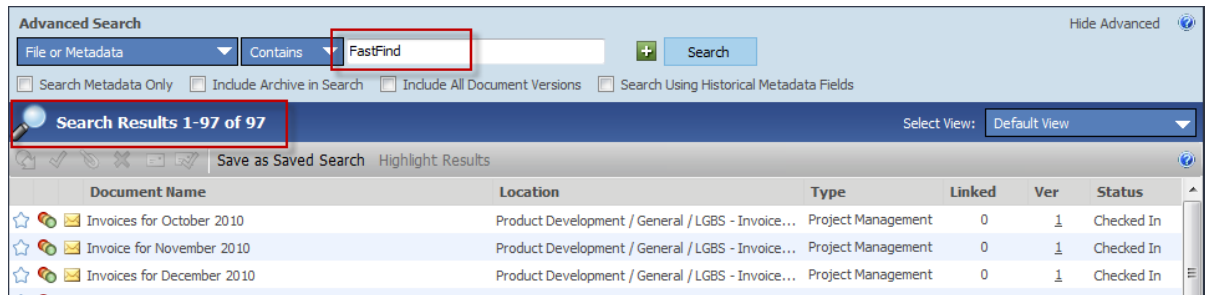 Advanced Search Hide Advanced
File or Metadata Contains FastFind Search
Search Metadata Only Include Archive in Search Include All Document Versions Search Using Historical Metadata Fields
Search Results 1-97 of 97 Select View: Default View
Save as Saved Search Highlight Results
Document Name Location Type Linked Ver Status
Invoices for October 2010 Product Development / General / LGBS - Invoice... Project Management 0 1 Checked In
Invoice for November 2010 Product Development / General / LGBS - Invoice... Project Management 0 1 Checked In
Invoices for December 2010 Product Development / General / LGBS - Invoice... Project Management 0 1 Checked In